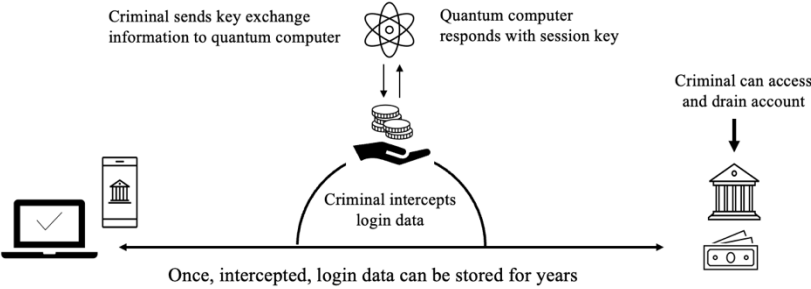 Criminal sends key exchange
information to quantum computer
Quantum computer
responds with session key
Criminal can access
and drain account
Criminal intercepts
login data
Once, intercepted, login data can be stored for years